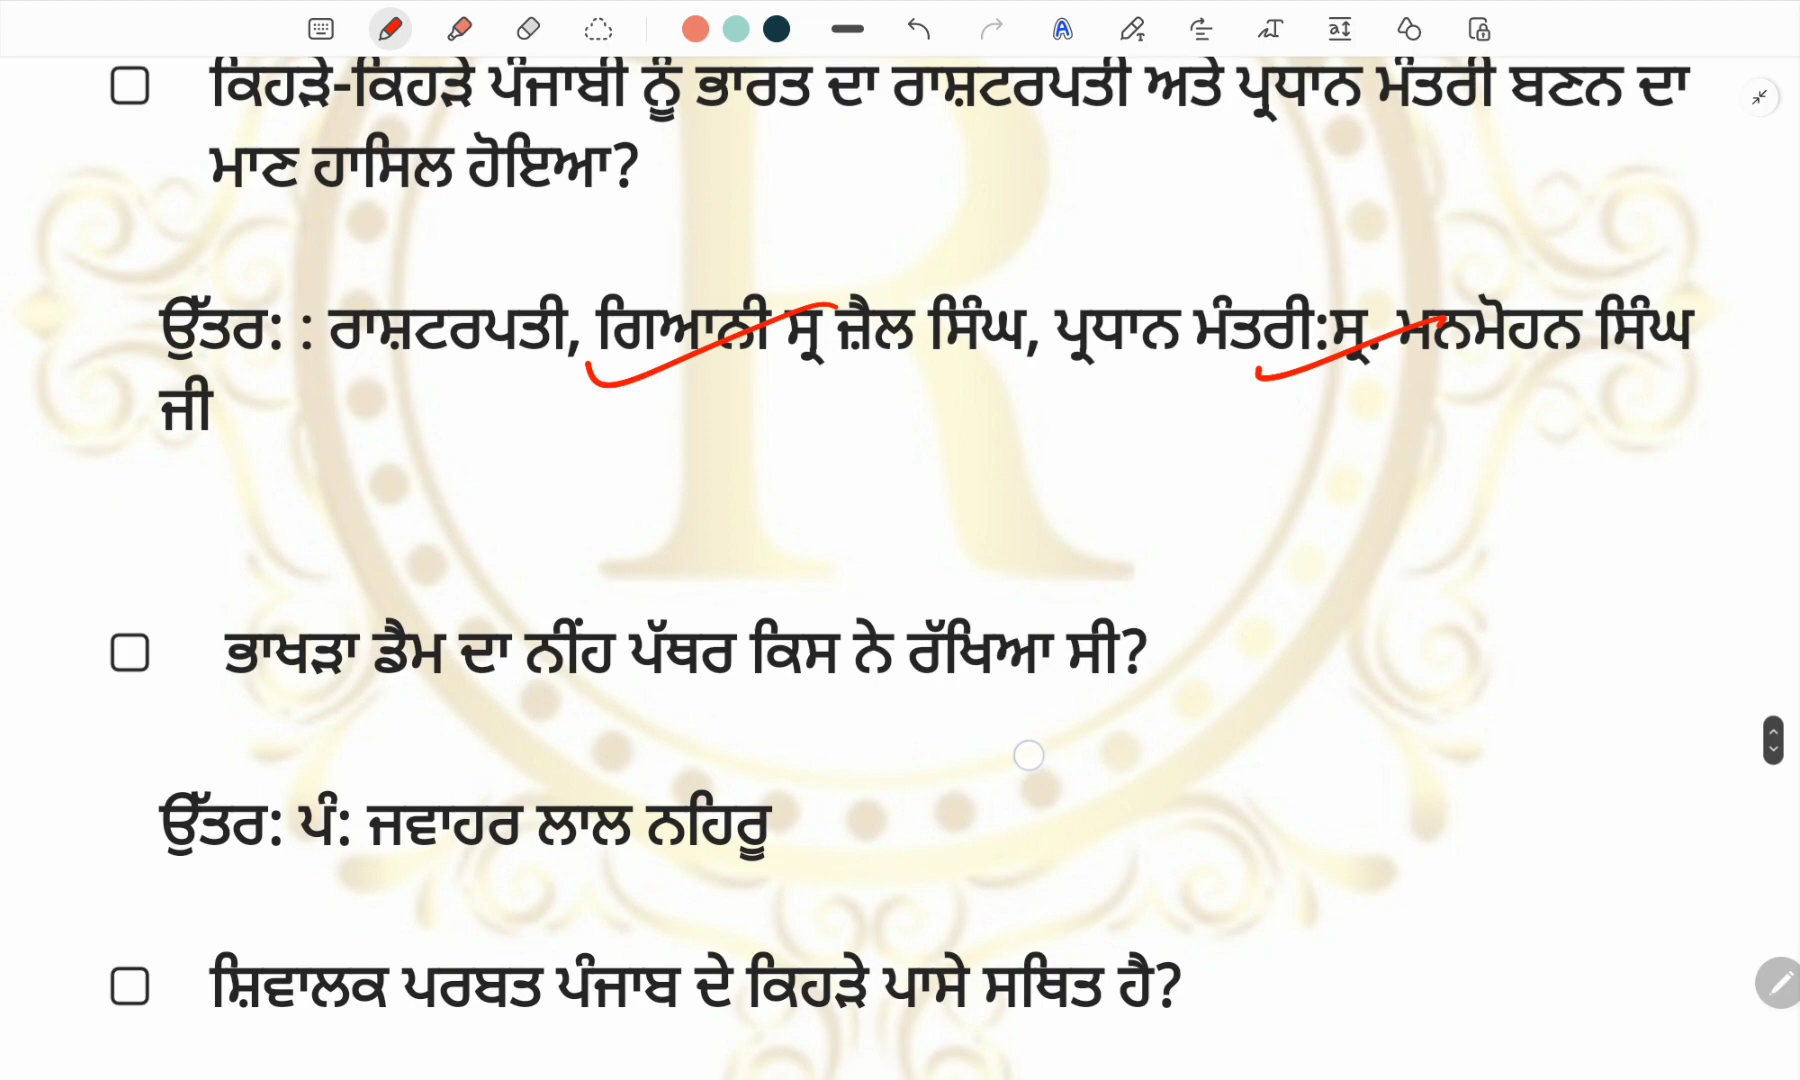 ਕਿਹੜੇ-ਕਿਹੜੇ ਪੰਜਾਬੀ ਨੂੰ ਭਾਰਤ ਦਾ ਰਾਸ਼ਟਰਪਤੀ ਅਤੇ ਪ੍ਰਧਾਨ ਮੰਤਰੀ ਬਣਨ ਦਾ
ਮਾਣ ਹਾਸਿਲ ਹੋਇਆ?
ਉੱਤਰ: : ਰਾਸ਼ਟਰਪਤੀ, ਗਿਆਨੀ ਸ੍ਰ ਜ਼ੈਲ ਸਿੰਘ, ਪ੍ਰਧਾਨ ਮੰਤਰੀ:ਸ੍ਰ. ਮਨਮੋਹਨ ਸਿੰਘ
ਜੀ
ਭਾਖੜਾ ਡੈਮ ਦਾ ਨੀਂਹ ਪੱਥਰ ਕਿਸ ਨੇ ਰੱਖਿਆ ਸੀ?
ਉੱਤਰ: ਪੰ: ਜਵਾਹਰ ਲਾਲ ਨਹਿਰੂ
ਸ਼ਿਵਾਲਕ ਪਰਬਤ ਪੰਜਾਬ ਦੇ ਕਿਹੜੇ ਪਾਸੇ ਸਥਿਤ ਹੈ?
R